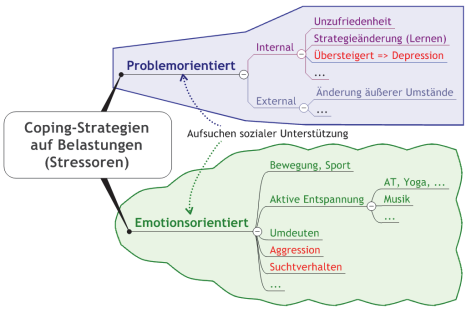 Coping-Strategien
auf Belastungen
(Stressoren)
Problemorientiert
Internal
Unzufriedenheit
Strategieänderung (Lernen)
Übersteigert => Depression
...
External
Änderung äußerer Umstände
...
Aufsuchen sozialer Unterstützung
Emotionsorientiert
Bewegung, Sport
Aktive Entspannung
AT, Yoga, ...
Musik
...
Umdeuten
Aggression
Suchtverhalten
...